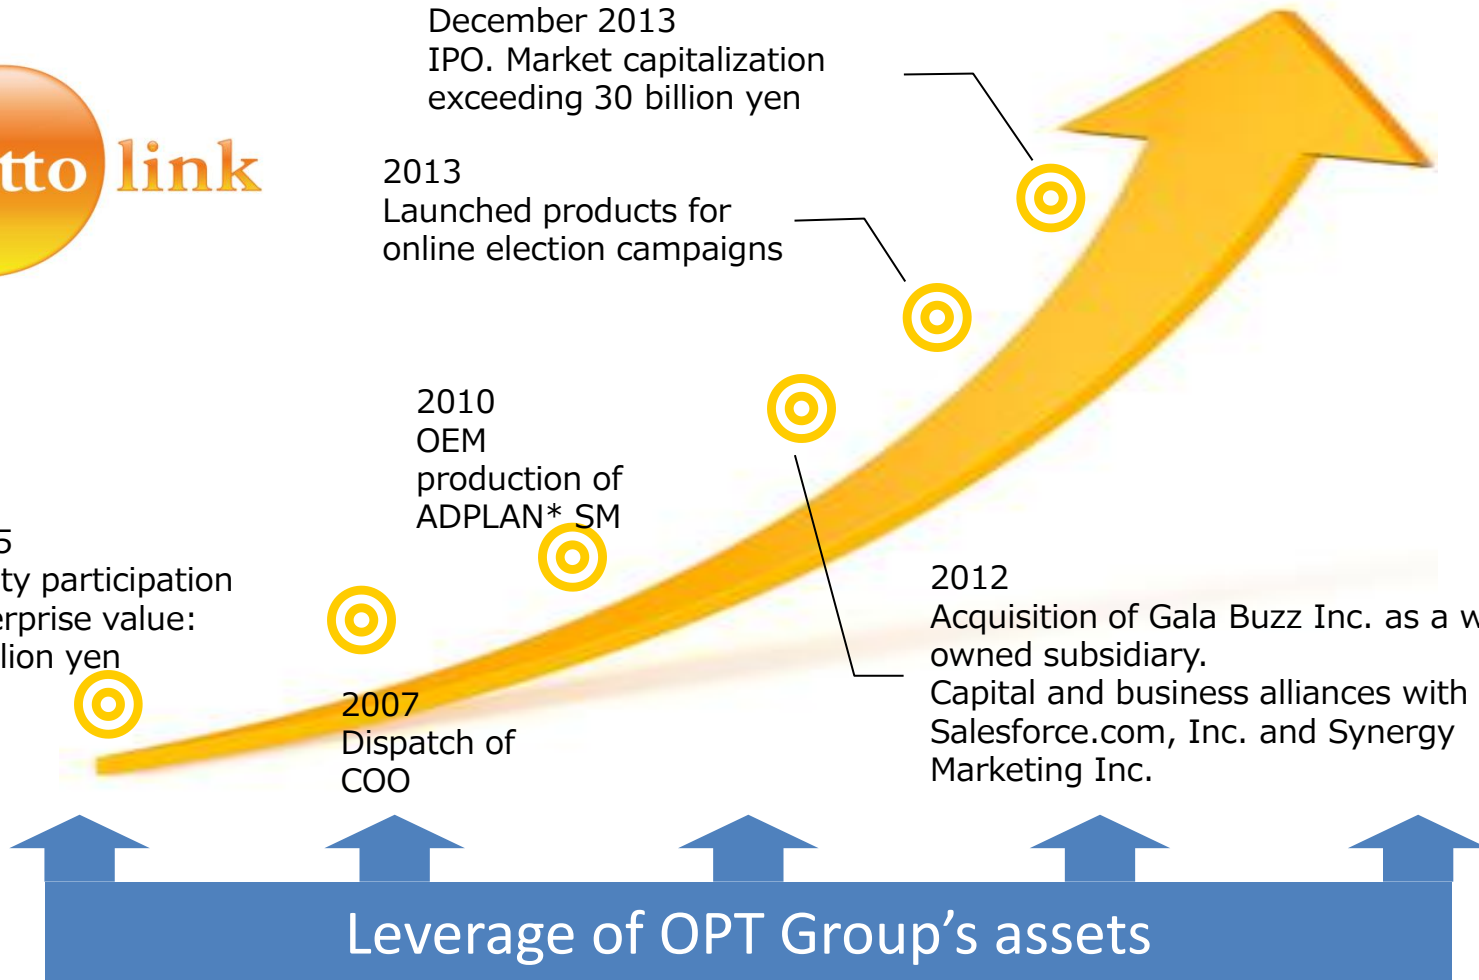 December 2013
IPO. Market capitalization
exceeding 30 billion yen
tto link
2013
Launched products for
online election campaigns
2010
OEM
production of
ADPLAN* SM
5
ty participation
erprise value:
lion yen
2007
Dispatch of
COO
2012
Acquisition of Gala Buzz Inc. as a w
owned subsidiary.
Capital and business alliances with
Salesforce.com, Inc. and Synergy
Marketing Inc.
Leverage of OPT Group’s assets